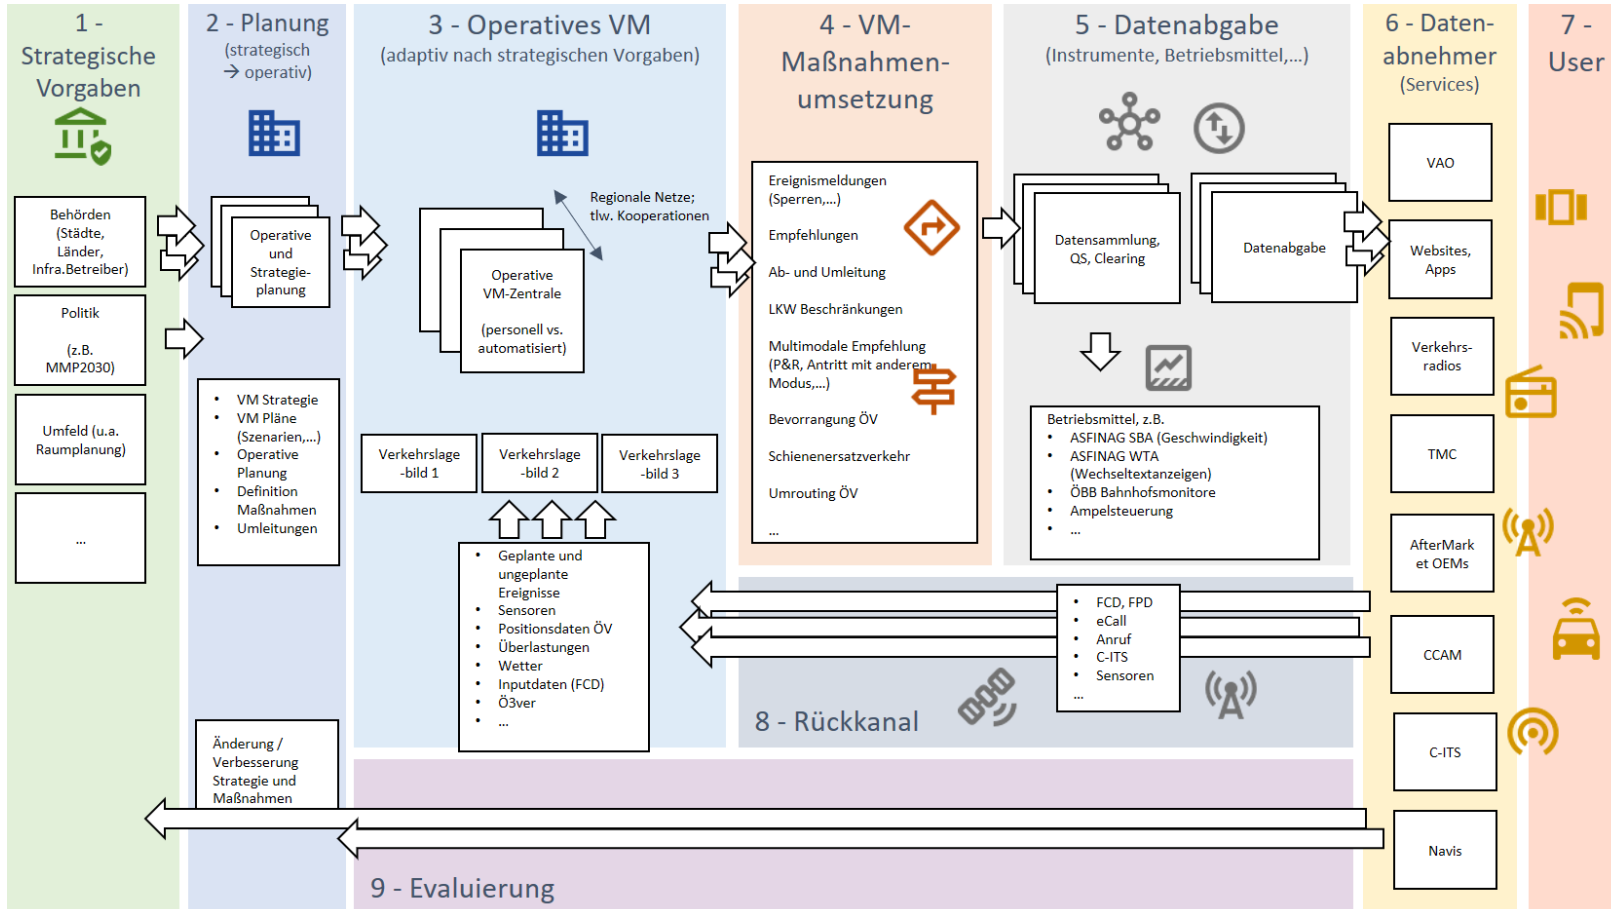 1 -
Strategische
Vorgaben
Behörden
(Städte,
Länder,
Infra.Betreiber)
Politik
(z.B.
MMP2030)
Umfeld (u.a.
Raumplanung)
...
2 - Planung
(strategisch
→ operativ)
Operative
und
Strategie-
planung
• VM Strategie
• VM Pläne
(Szenarien,...)
• Operative
Planung
• Definition
Maßnahmen
• Umleitungen
Änderung /
Verbesserung
Strategie und
Maßnahmen
3 - Operatives VM
(adaptiv nach strategischen Vorgaben)
Regionale Netze;
tlw. Kooperationen
Operative
VM-Zentrale
(personell vs.
automatisiert)
Verkehrslage
-bild 1
Verkehrslage
-bild 2
Verkehrslage
-bild 3
• Geplante und
ungeplante
Ereignisse
• Sensoren
• Positionsdaten ÖV
• Überlastungen
• Wetter
• Inputdaten (FCD)
• Ö3ver
• ...
4 - VM-
Maßnahmen-
umsetzung
Ereignismeldungen
(Sperren,...)
Empfehlungen
Ab- und Umleitung
LKW Beschränkungen
Multimodale Empfehlung
(P&R, Antritt mit anderem
Modus,...)
Bevorrangung ÖV
Schienenersatzverkehr
Umrouting ÖV
...
5 - Datenabgabe
(Instrumente, Betriebsmittel,...)
Datensammlung,
QS, Clearing
Datenabgabe
Betriebsmittel, z.B.
• ASFINAG SBA (Geschwindigkeit)
• ASFINAG WTA
(Wechseltextanzeigen)
• ÖBB Bahnhofsmonitore
• Ampelsteuerung
• ...
6 - Daten-
abnehmer
(Services)
VAO
Websites,
Apps
Verkehrs-
radios
TMC
AfterMark
et OEMs
CCAM
C-ITS
Navis
7 -
User
• FCD, FPD
• eCall
• Anruf
• C-ITS
• Sensoren
...
8 - Rückkanal
9 - Evaluierung